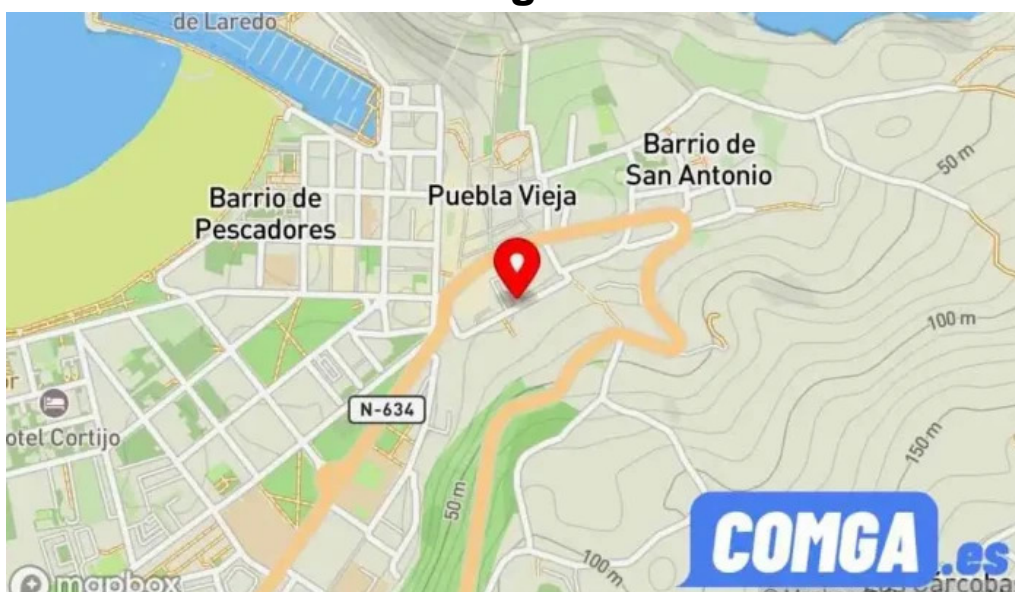 de Laredo
Barrio de
San Antonio
50 m
Barrio de
Pescadores
Puebla Vieja
100 m
N-634
otel Cortijo
150 m
50 m
100 m
COMGA.es
mapbox